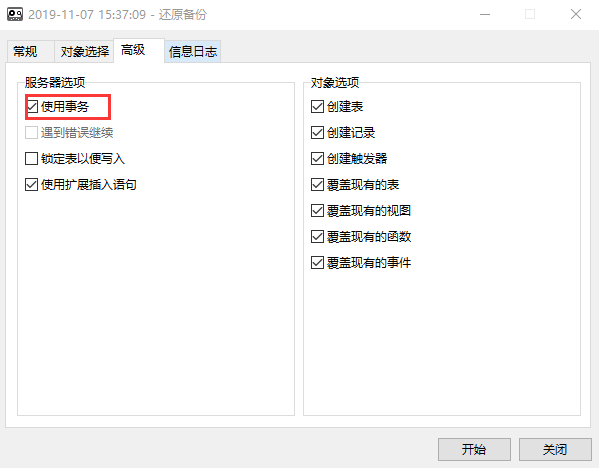 2019-11-07 15:37:09 - 还原备份
常规 对象选择 高级 信息日志
服务器选项
使用事务
遇到错误继续
锁定表以便写入
使用扩展插入语句
对象选项
创建表
创建记录
创建触发器
覆盖现有的表
覆盖现有的视图
覆盖现有的函数
覆盖现有的事件
开始 关闭